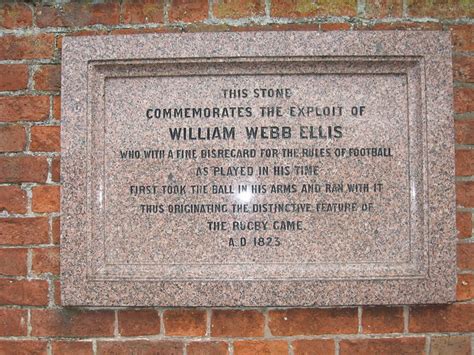 THIS STONE
COMMEMORATES THE EXPLOIT OF
WILLIAM WEBB ELLIS
WHO WITH A FINE DISREGARD FOR THE RULES OF FOOTBALL
AS PLAYED IN HIS TIME
FIRST TOOK THE BALL IN HIS ARMS AND RAN WITH IT
THUS ORIGINATING THE DISTINCTIVE FEATURE OF
THE RUGBY GAME.
A.D. 1823